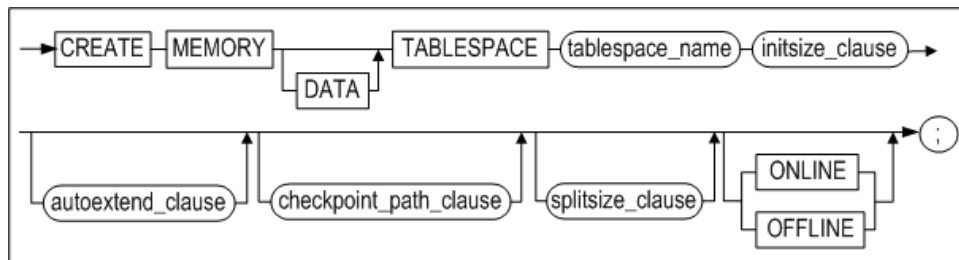 CREATE MEMORY TABLESPACE tablespace_name initsize_clause
DATA
autoextend_clause checkpoint_path_clause splitsize_clause ONLINE ;
OFFLINE